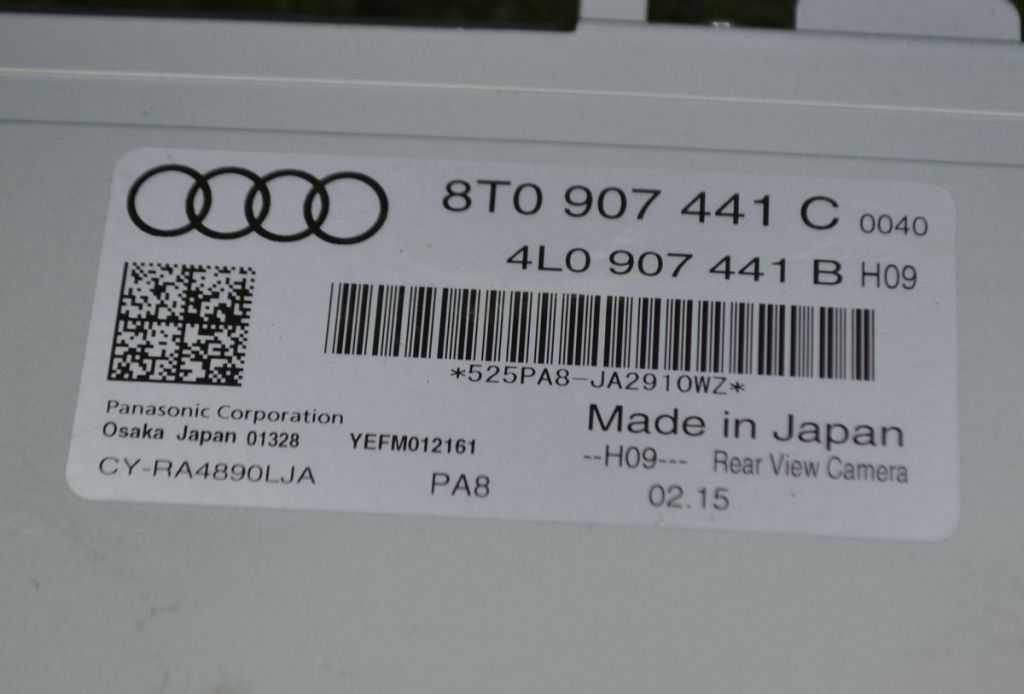 8T0 907 441 C 0040
4L0 907 441 B H09
*525PA8-JA2910WZ*
Panasonic Corporation
Osaka Japan 01328 YEFM012161
CY-RA4890LJA
PA8
Made in Japan
--H09--- Rear View Camera
02.15